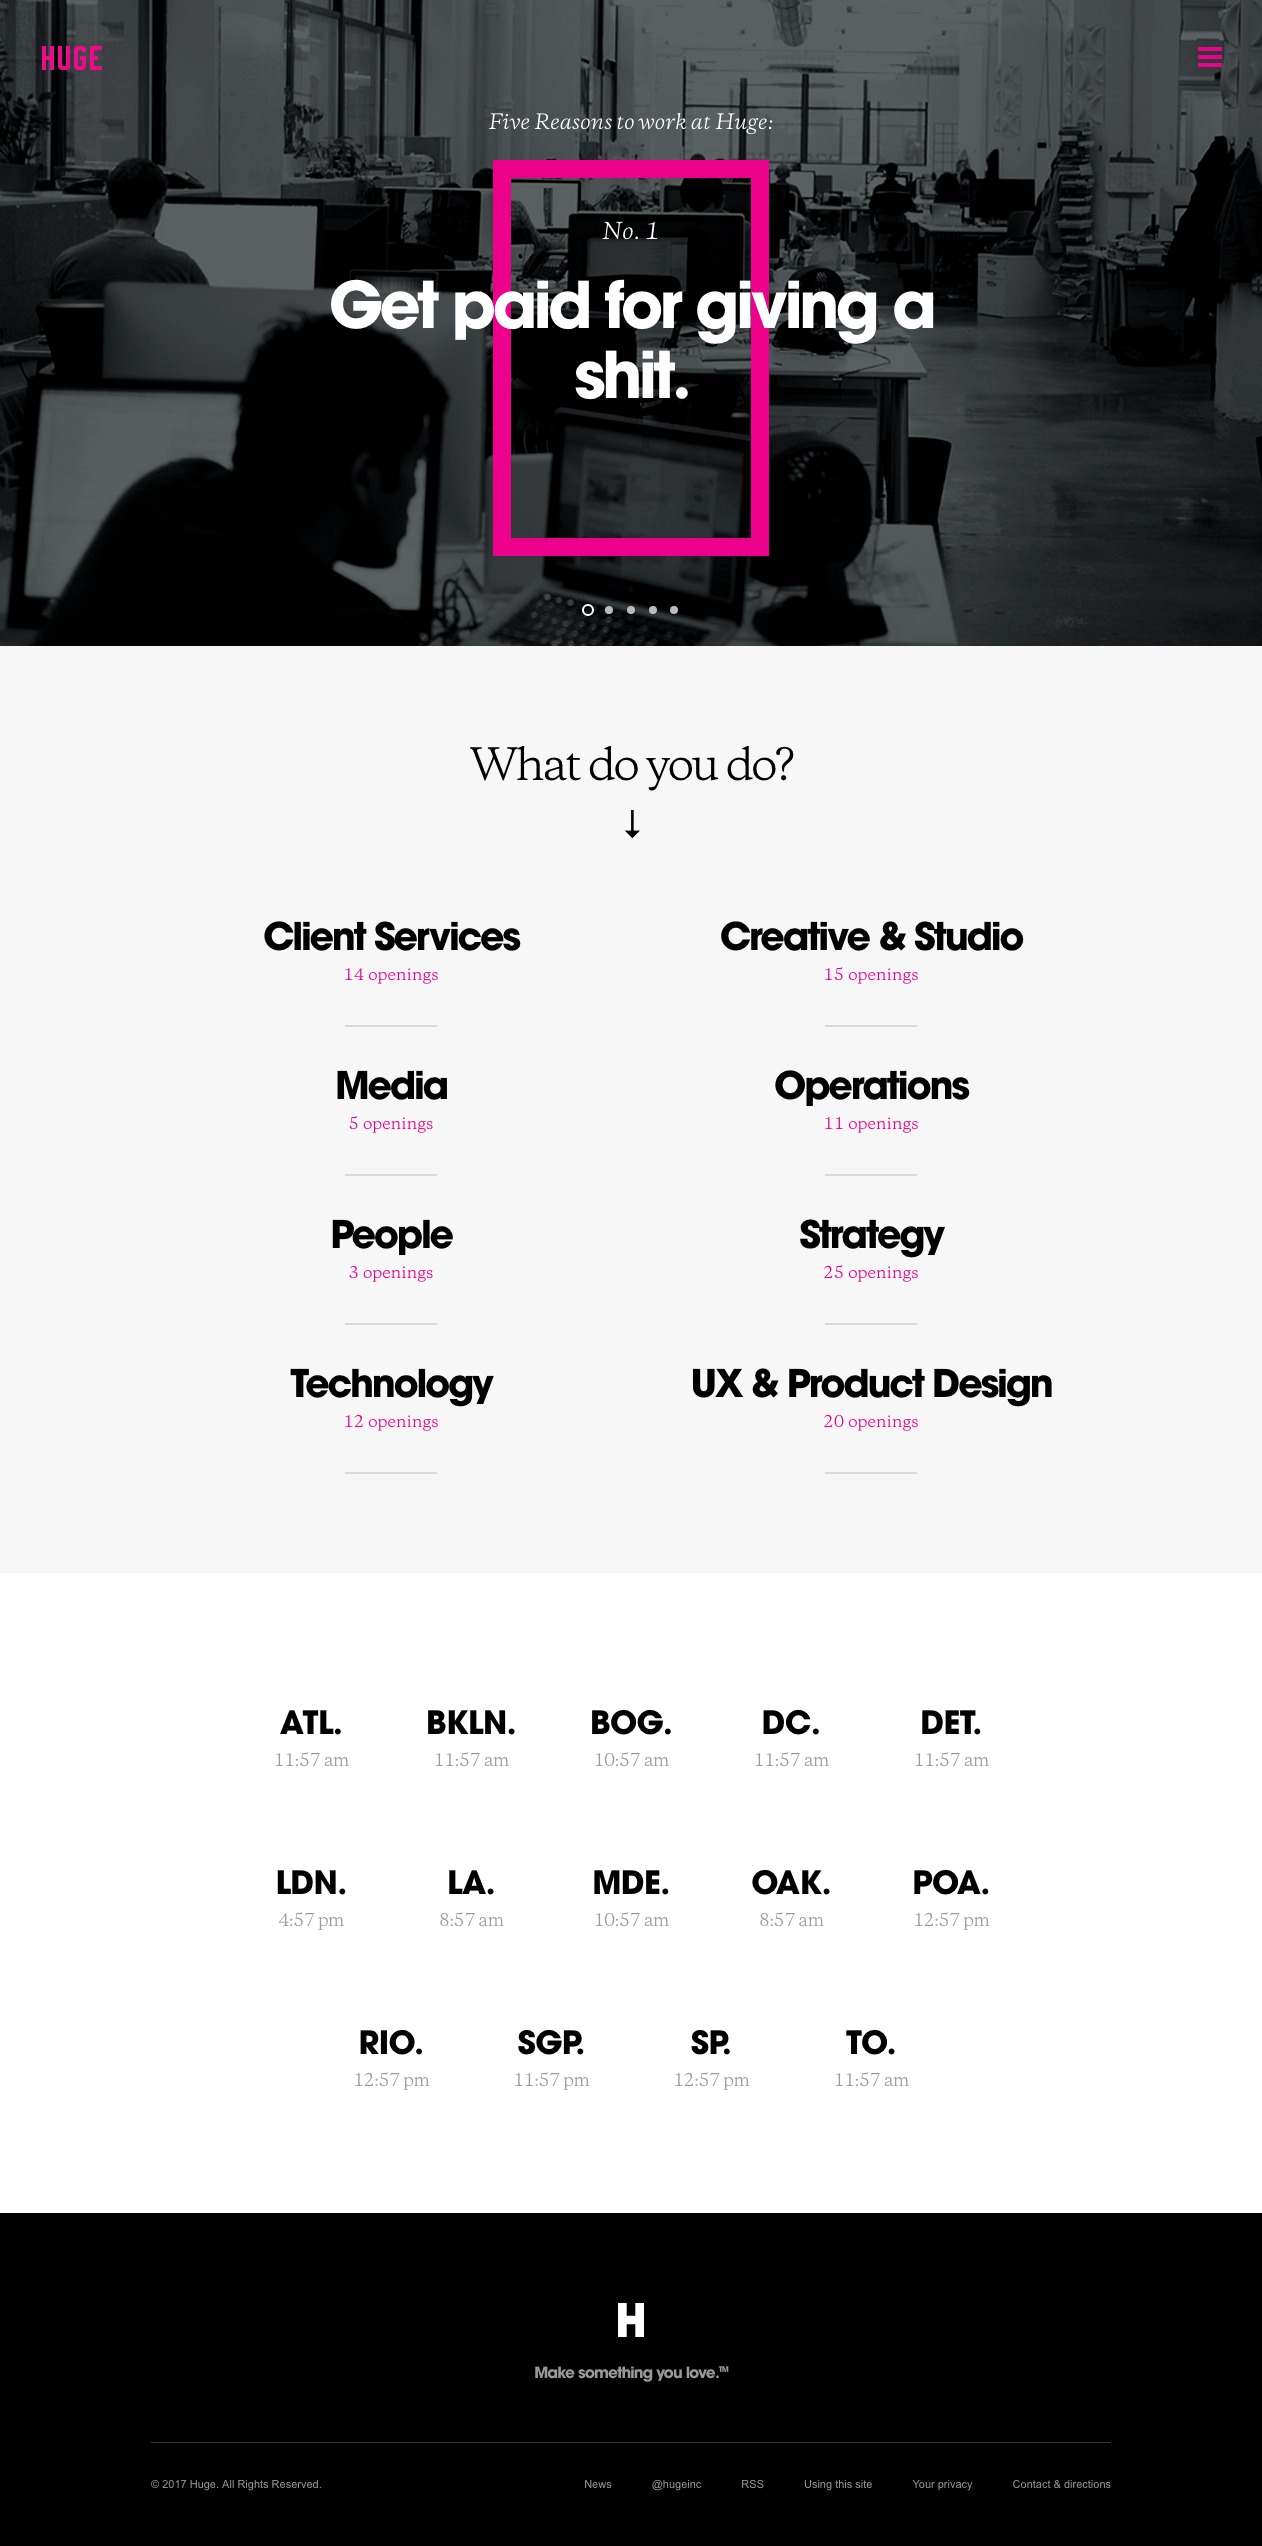 HUGE
Five Reasons to work at Huge:
No. 1
Get paid for giving a
shit.
What do you do?
Client Services
14 openings
Creative & Studio
15 openings
Media
5 openings
Operations
11 openings
People
3 openings
Strategy
25 openings
Technology
12 openings
UX & Product Design
20 openings
ATL.
11:57 am
BKLN.
11:57 am
BOG.
10:57 am
DC.
11:57 am
DET.
11:57 am
LDN.
4:57 pm
LA.
8:57 am
MDE.
10:57 am
OAK.
8:57 am
POA.
12:57 pm
RIO.
12:57 pm
SGP.
11:57 pm
SP.
12:57 pm
TO.
11:57 am
H
Make something you love.™
© 2017 Huge. All Rights Reserved. News @hugeinc RSS Using this site Your privacy Contact & directions